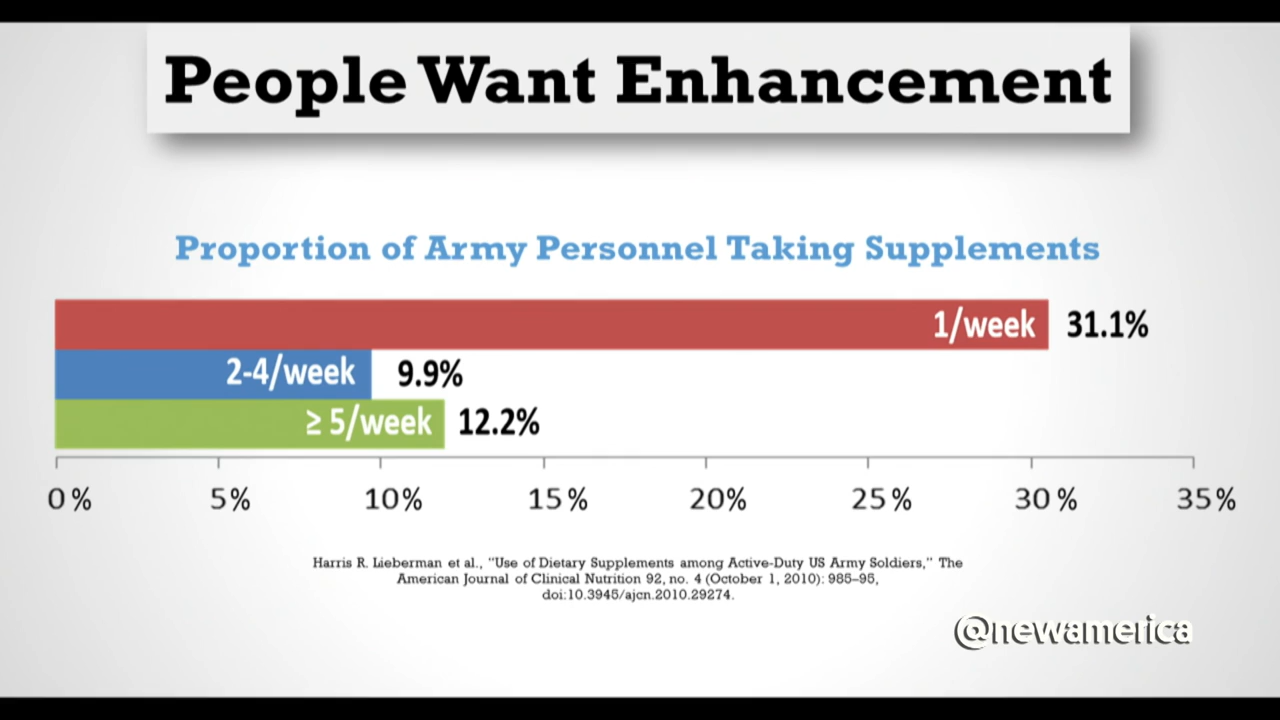 People Want Enhancement
Proportion of Army Personnel Taking Supplements
1/week 31.1%
2-4/week 9.9%
≥ 5/week 12.2%
0% 5% 10% 15% 20% 25% 30% 35%
Harris R. Lieberman et al., "Use of Dietary Supplements among Active-Duty US Army Soldiers," The
American Journal of Clinical Nutrition 92, no. 4 (October 1, 2010): 985–95,
doi:10.3945/ajcn.2010.29274.
@newamerica